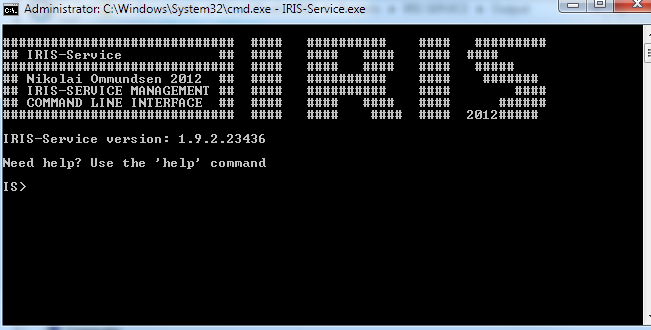 Administrator: C:\Windows\System32\cmd.exe - IRIS-Service.exe
############################## #### ########## #### #########
## IRIS-Service ## #### #### #### #### ####
############################## #### #### #### #### #####
## Nikolai Ommundsen 2012 ## #### ########## #### #######
## IRIS-SERVICE MANAGEMENT ## #### ########## #### ####
## COMMAND LINE INTERFACE ## #### #### #### #### ######
############################## #### #### #### #### 2012#####
IRIS-Service version: 1.9.2.23436
Need help? Use the 'help' command
IS>